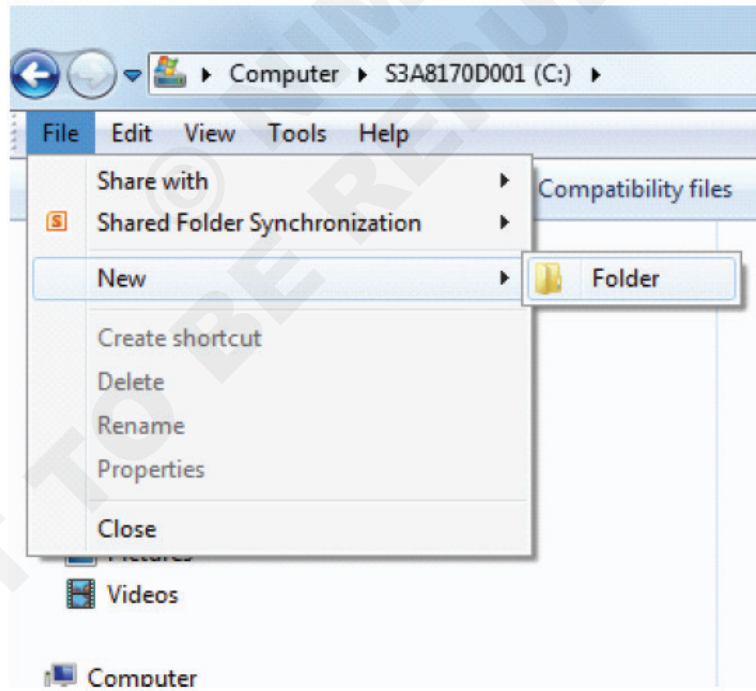 Computer S3A8170D001 (C:)
File Edit View Tools Help
Share with
Compatibility files
Shared Folder Synchronization
New
Folder
Create shortcut
Delete
Rename
Properties
Close
Pictures
Videos
Computer